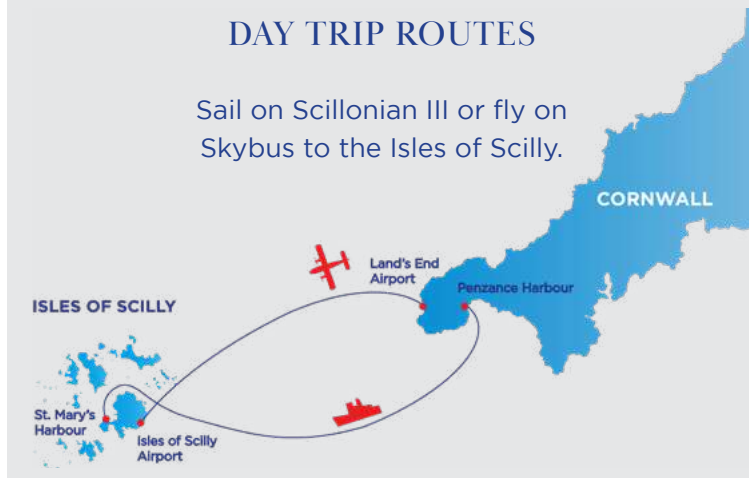 DAY TRIP ROUTES
Sail on Scillonian III or fly on
Skybus to the Isles of Scilly.
CORNWALL
Land's End
Airport
Penzance Harbour
ISLES OF SCILLY
St. Mary's
Harbour
Isles of Scilly
Airport